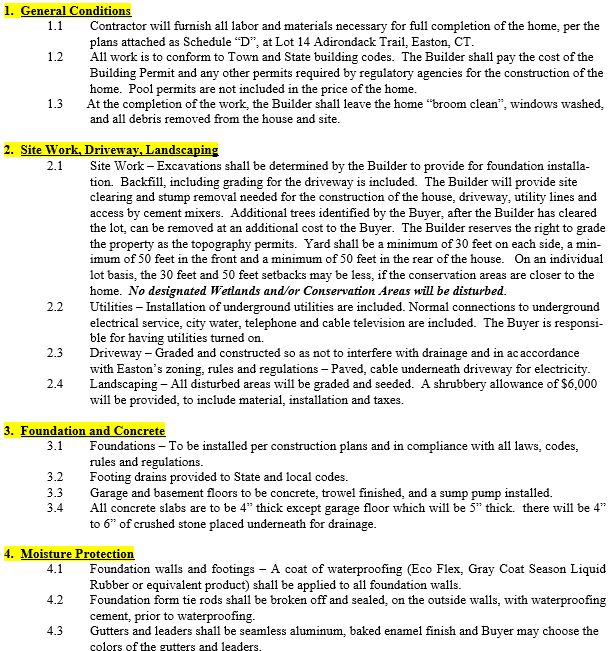 1. General Conditions
1.1 Contractor will furnish all labor and materials necessary for full completion of the home, per the
plans attached as Schedule “D”, at Lot 14 Adirondack Trail, Easton, CT.
1.2 All work is to conform to Town and State building codes. The Builder shall pay the cost of the
Building Permit and any other permits required by regulatory agencies for the construction of the
home. Pool permits are not included in the price of the home.
1.3 At the completion of the work, the Builder shall leave the home “broom clean”, windows washed,
and all debris removed from the house and site.
2. Site Work, Driveway, Landscaping
2.1 Site Work – Excavations shall be determined by the Builder to provide for foundation installa-
tion. Backfill, including grading for the driveway is included. The Builder will provide site
clearing and stump removal needed for the construction of the house, driveway, utility lines and
access by cement mixers. Additional trees identified by the Buyer, after the Builder has cleared
the lot, can be removed at an additional cost to the Buyer. The Builder reserves the right to grade
the property as the topography permits. Yard shall be a minimum of 30 feet on each side, a min-
imum of 50 feet in the front and a minimum of 50 feet in the rear of the house. On an individual
lot basis, the 30 feet and 50 feet setbacks may be less, if the conservation areas are closer to the
home. No designated Wetlands and/or Conservation Areas will be disturbed.
2.2 Utilities – Installation of underground utilities are included. Normal connections to underground
electrical service, city water, telephone and cable television are included. The Buyer is responsi-
ble for having utilities turned on.
2.3 Driveway – Graded and constructed so as not to interfere with drainage and in ac accordance
with Easton’s zoning, rules and regulations – Paved, cable underneath driveway for electricity.
2.4 Landscaping – All disturbed areas will be graded and seeded. A shrubbery allowance of $6,000
will be provided, to include material, installation and taxes.
3. Foundation and Concrete
3.1 Foundations – To be installed per construction plans and in compliance with all laws, codes,
rules and regulations.
3.2 Footing drains provided to State and local codes.
3.3 Garage and basement floors to be concrete, trowel finished, and a sump pump installed.
3.4 All concrete slabs are to be 4” thick except garage floor which will be 5” thick. there will be 4”
to 6” of crushed stone placed underneath for drainage.
4. Moisture Protection
4.1 Foundation walls and footings – A coat of waterproofing (Eco Flex, Gray Coat Season Liquid
Rubber or equivalent product) shall be applied to all foundation walls.
4.2 Foundation form tie rods shall be broken off and sealed, on the outside walls, with waterproofing
cement, prior to waterproofing.
4.3 Gutters and leaders shall be seamless aluminum, baked enamel finish and Buyer may choose the
colors of the gutters and leaders.